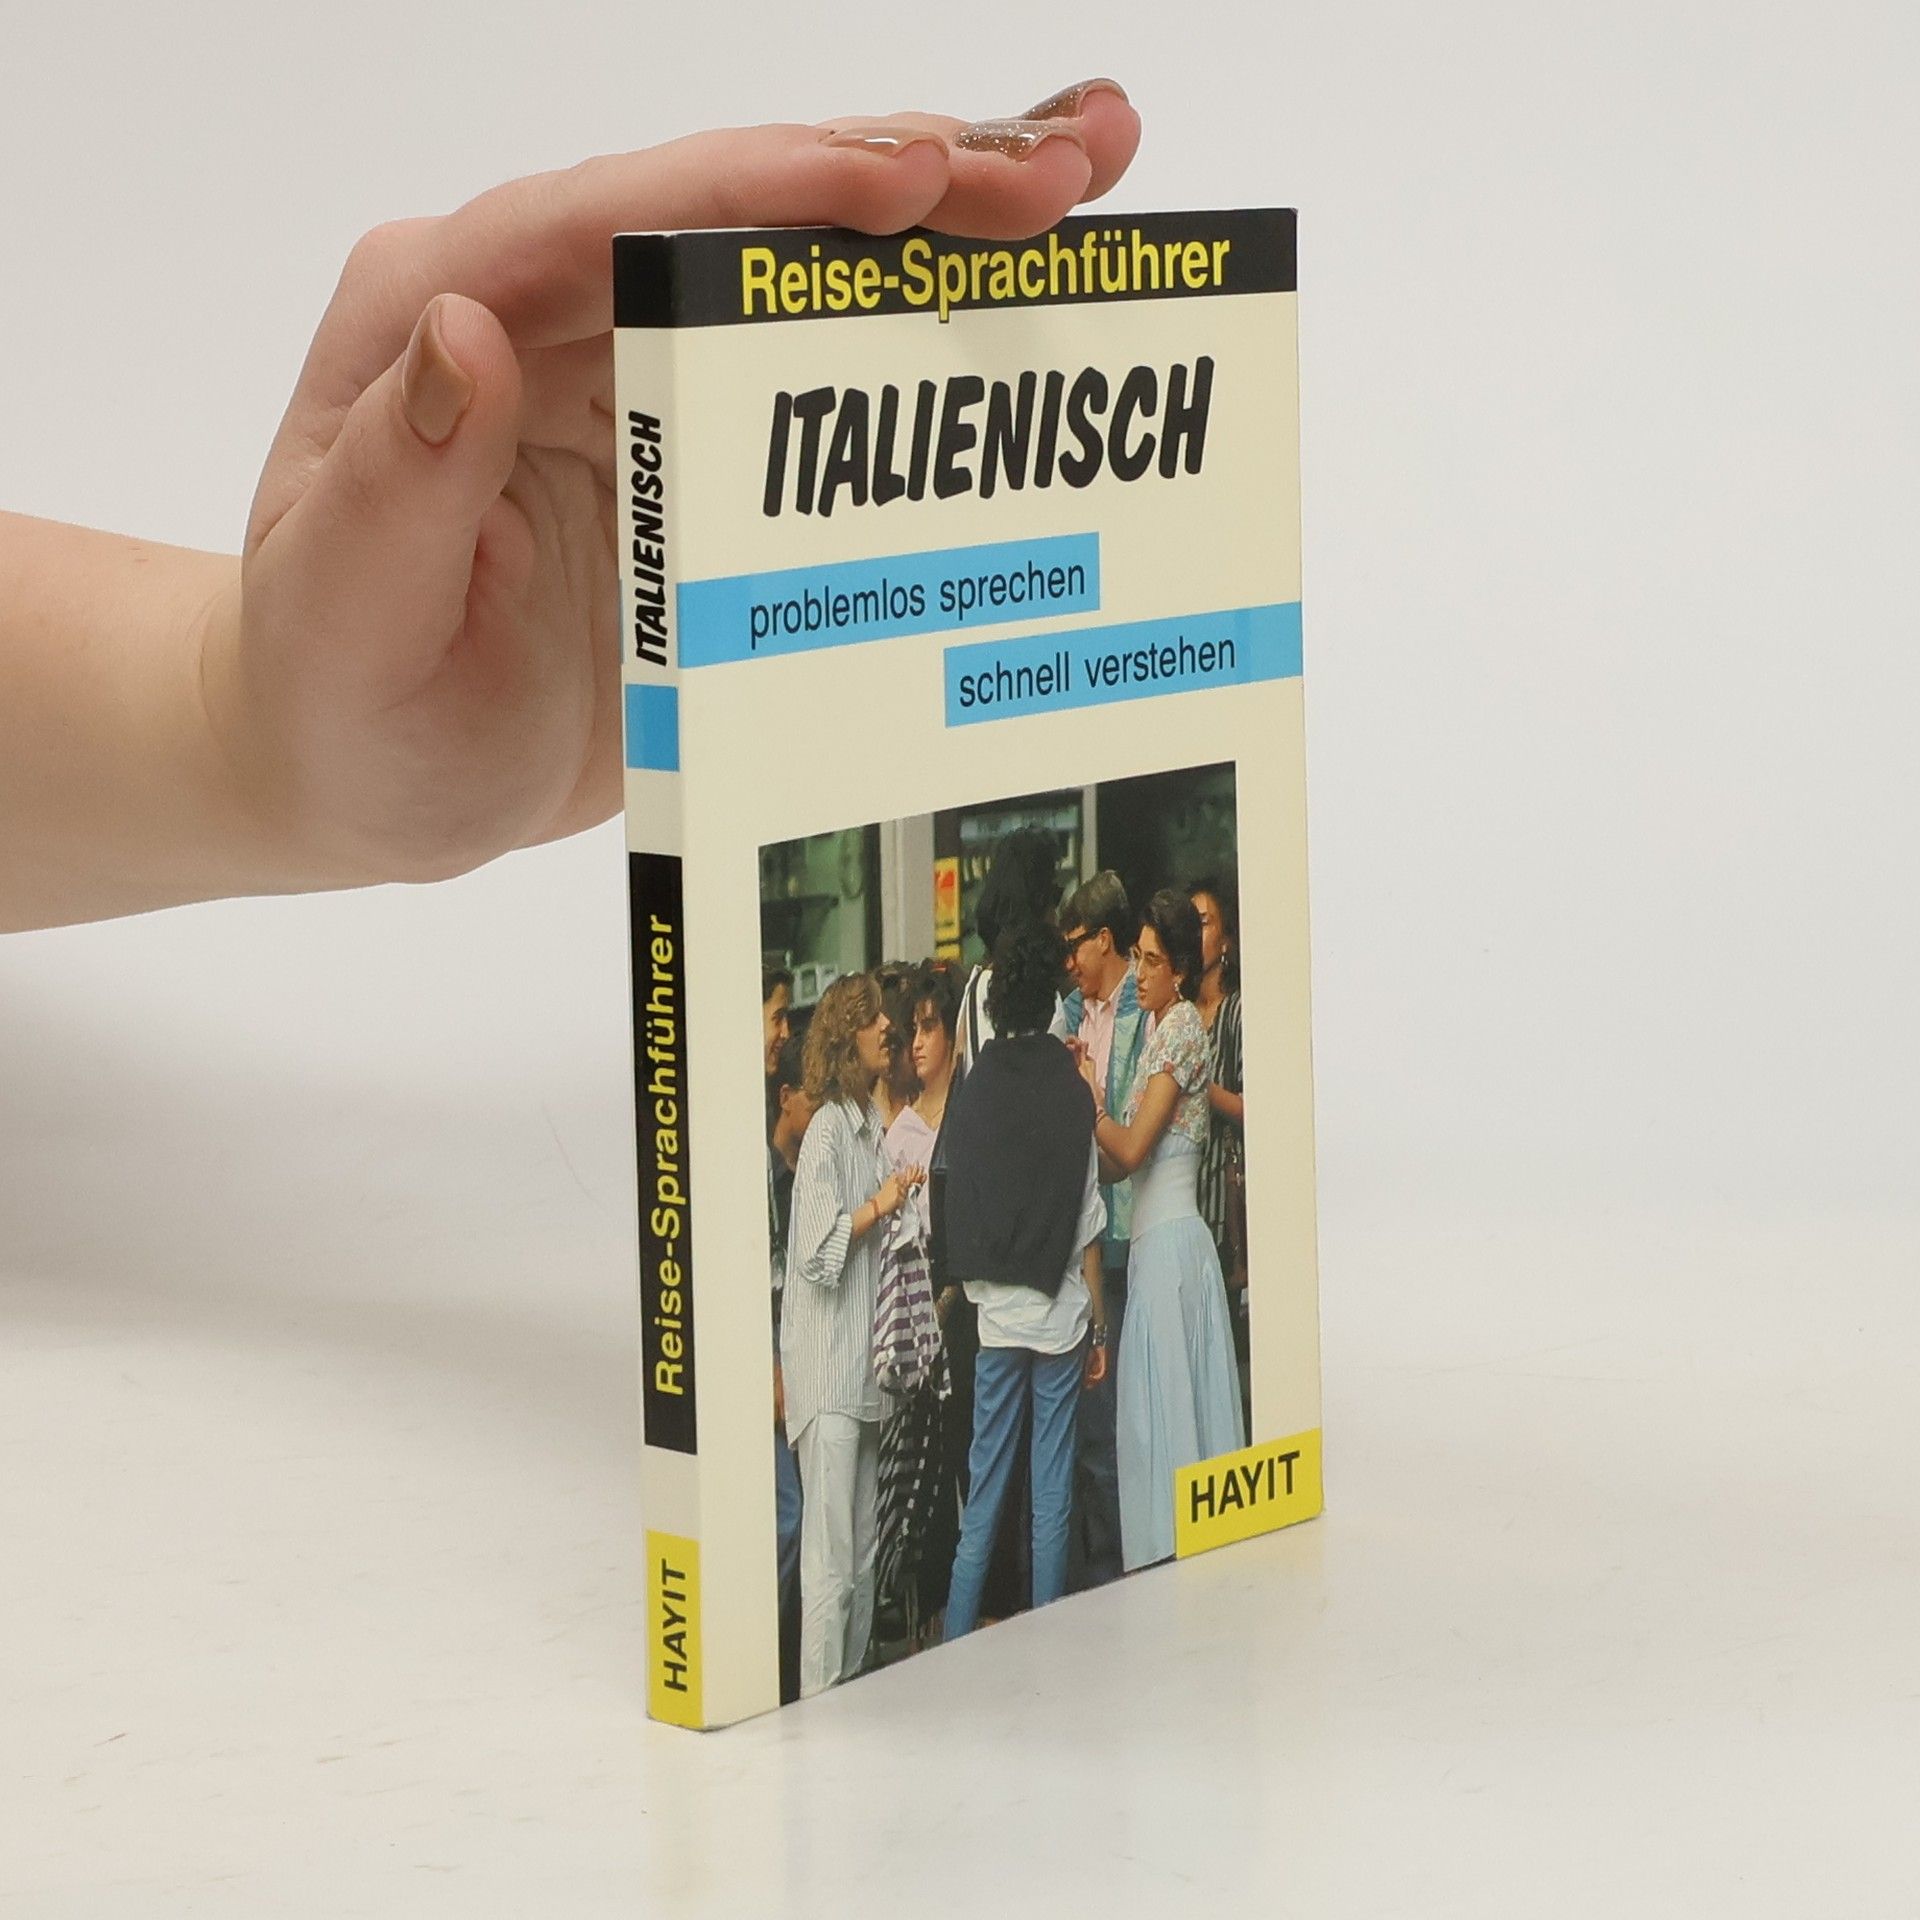 Reise-Sprachführer
ITALIENISCH
problemlos sprechen
schnell verstehen
HAYIT
ITALIENISCH
Reise-Sprachführer
HAYIT